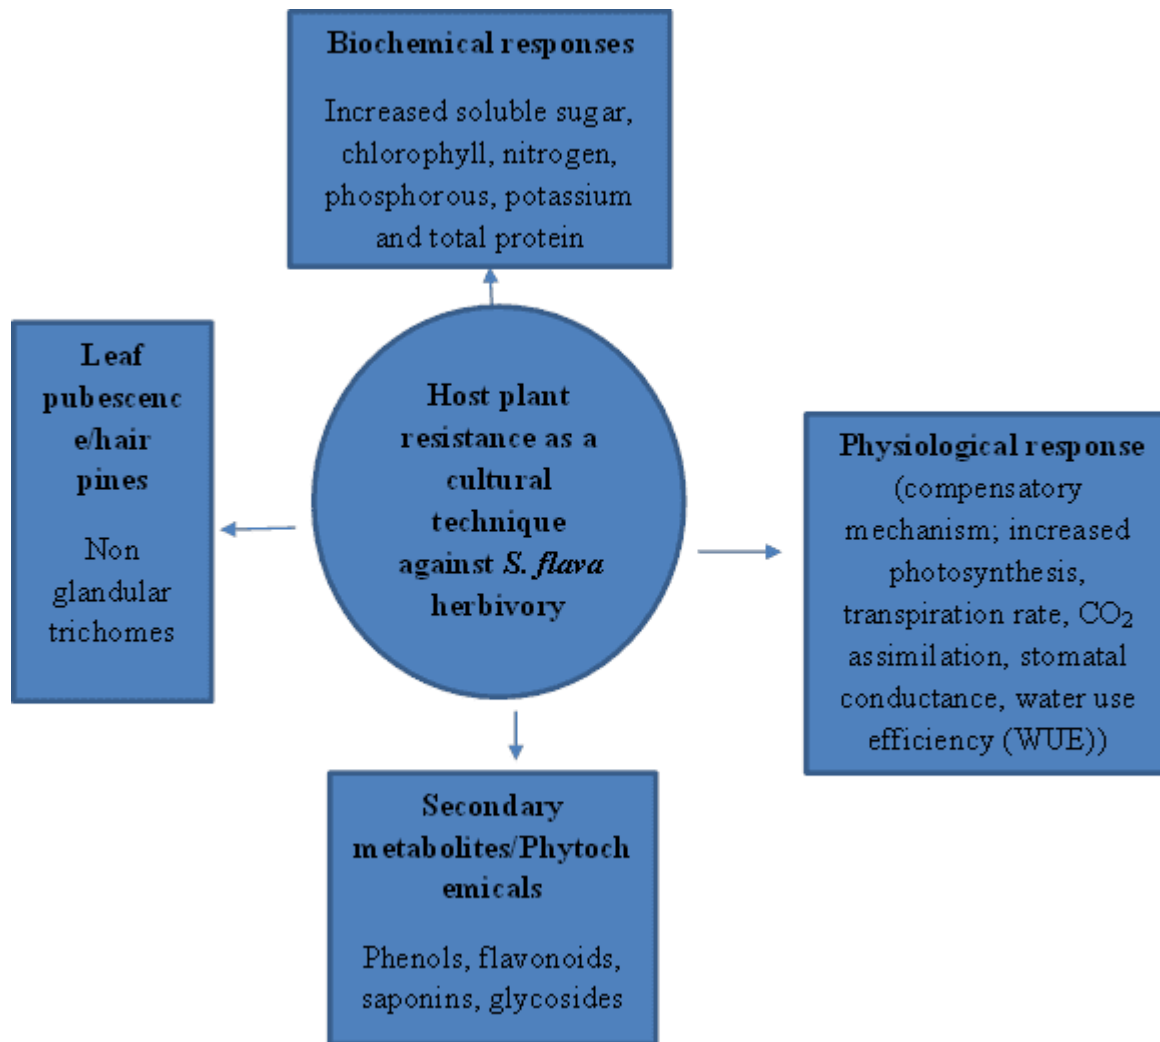 Biochemical responses
Increased soluble sugar,
chlorophyll, nitrogen,
phosphorous, potassium
and total protein
Leaf
pubescenc
e/hair
pines
Non
glandular
trichomes
Host plant
resistance as a
cultural
technique
against S. flava
herbivory
Physiological response
(compensatory
mechanism; increased
photosynthesis,
transpiration rate, CO₂
assimilation, stomatal
conductance, water use
efficiency (WUE))
Secondary
metabolites/Phytoch
emicals
Phenols, flavonoids,
saponins, glycosides